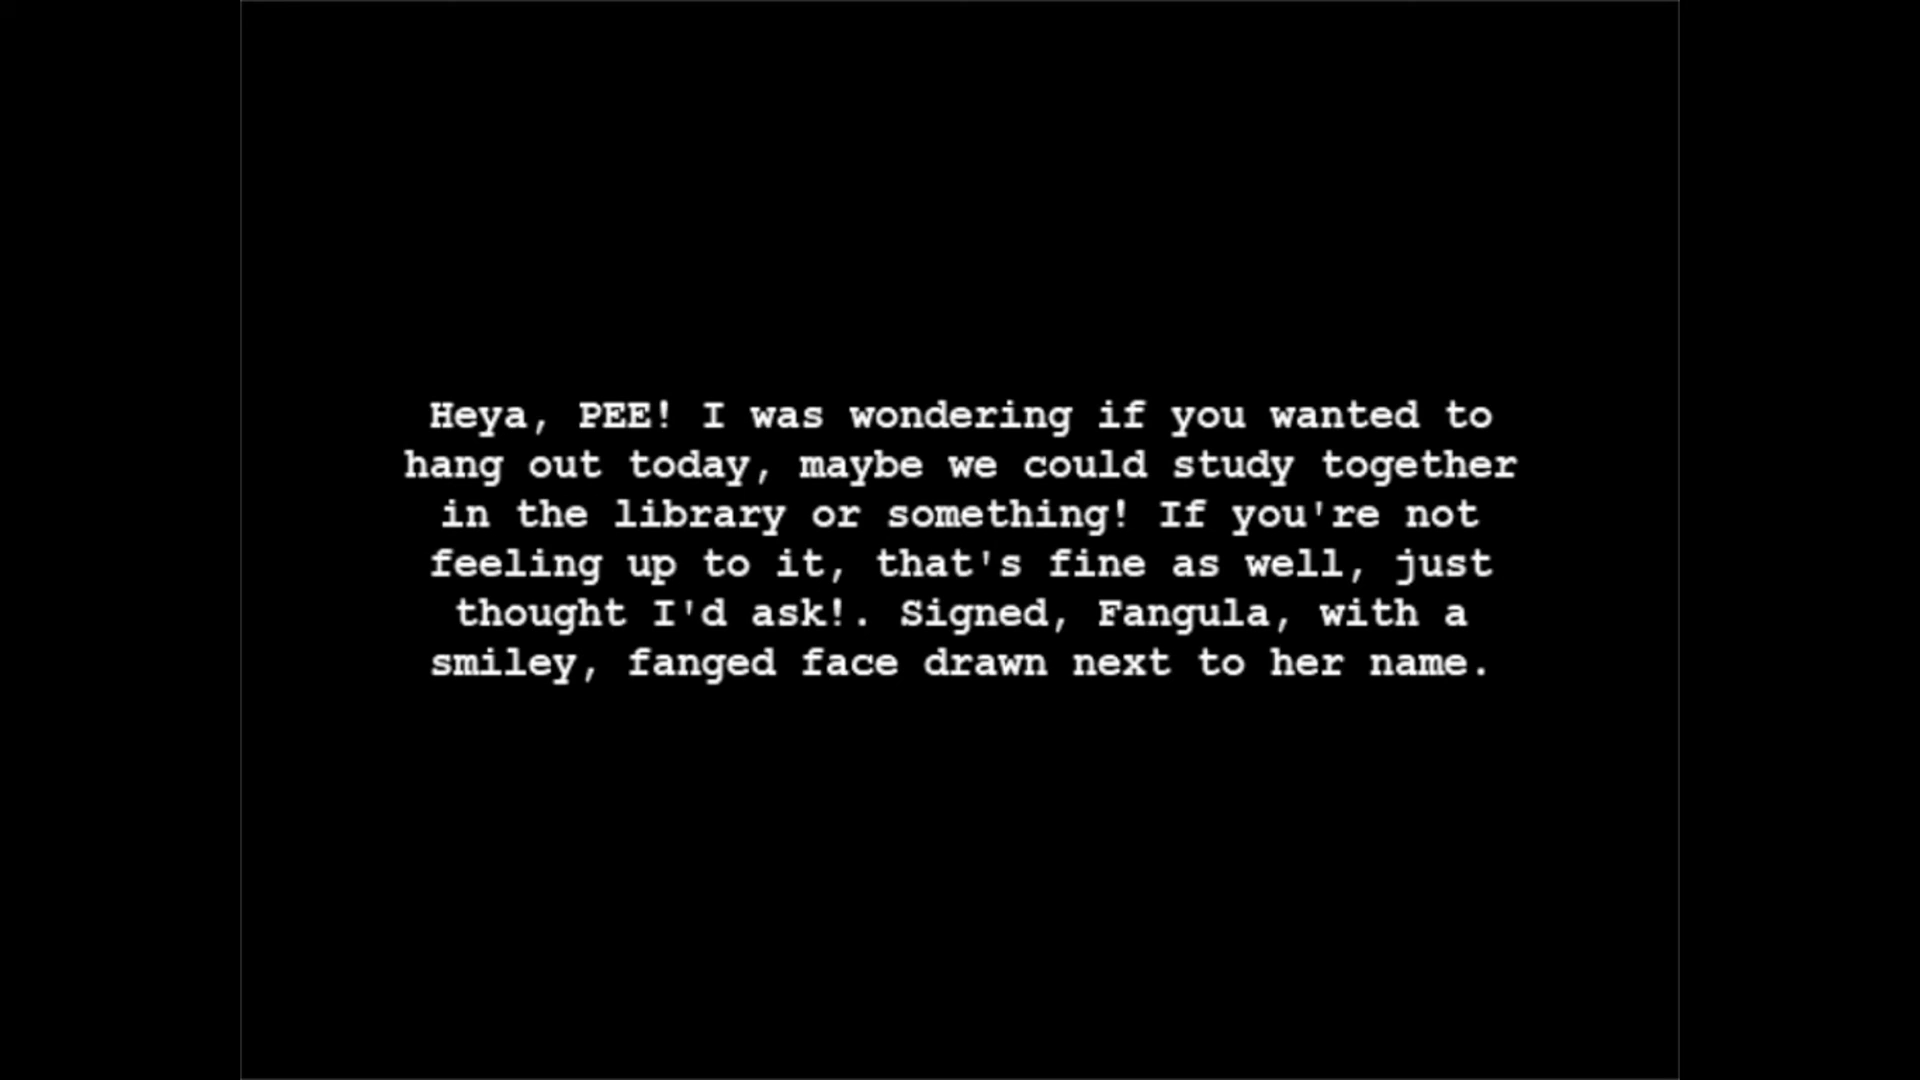 Heya, PEE! I was wondering if you wanted to
hang out today, maybe we could study together
in the library or something! If you're not
feeling up to it, that's fine as well, just
thought I'd ask!. Signed, Fangula, with a
smiley, fanged face drawn next to her name.